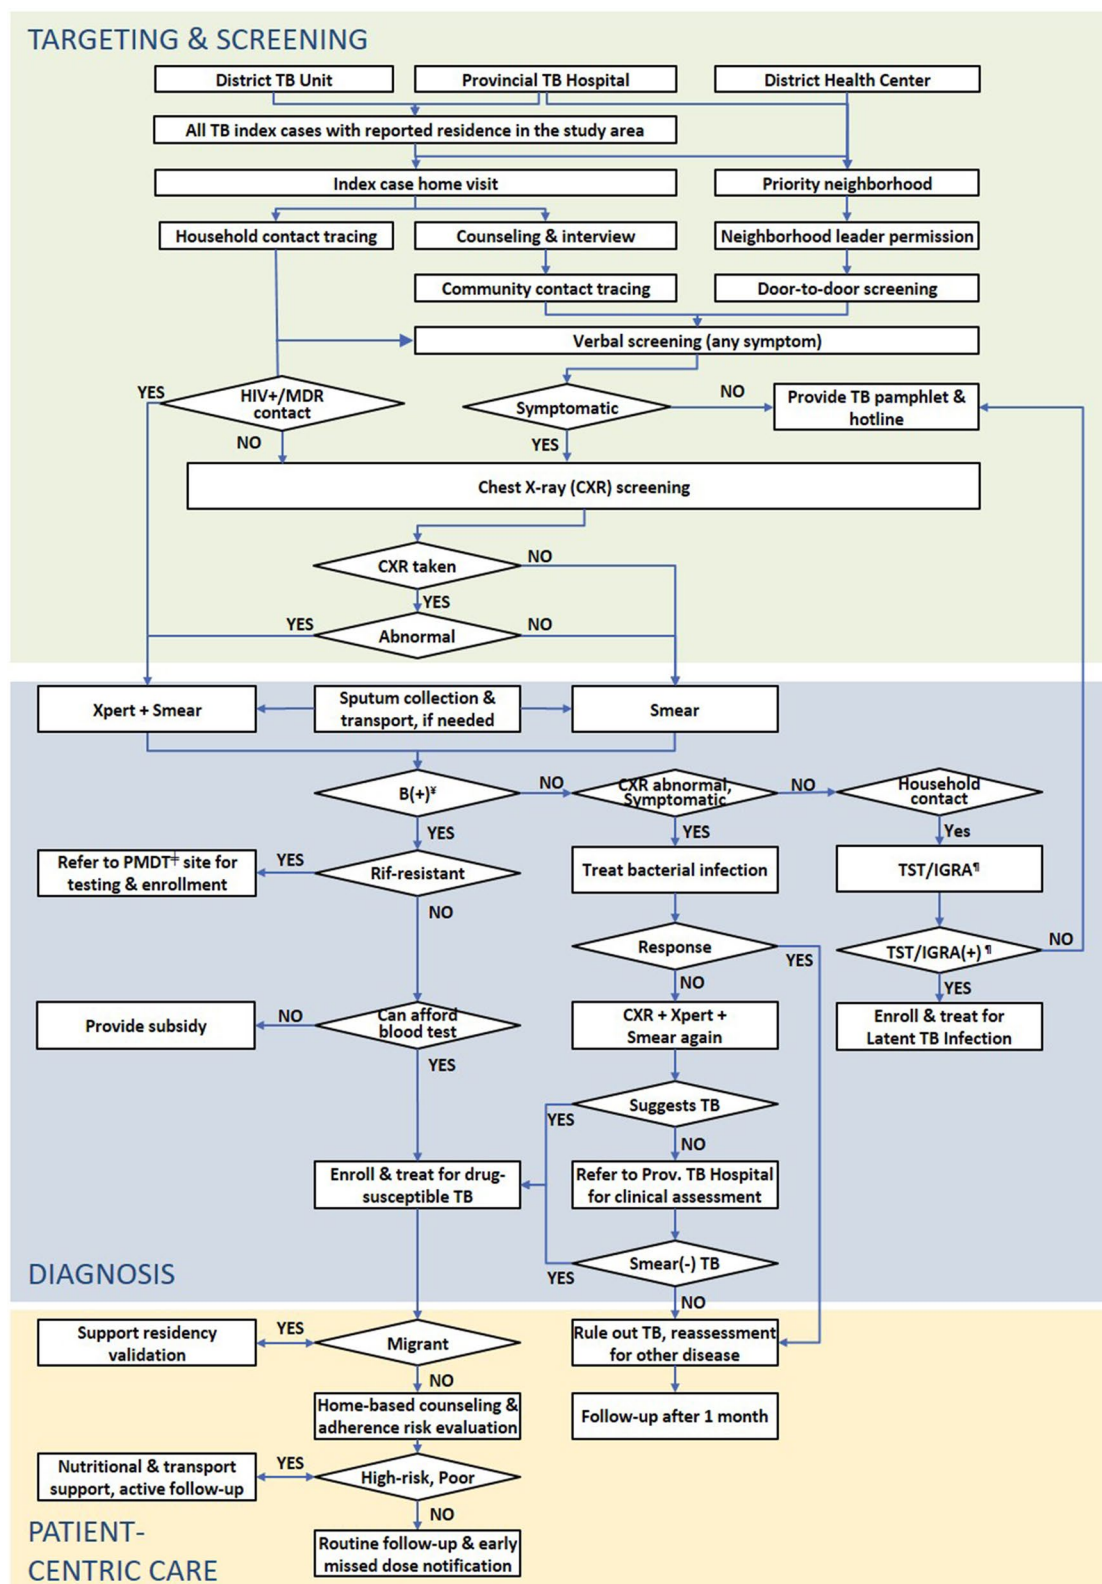 TARGETING & SCREENING
District TB Unit
Provincial TB Hospital
District Health Center
All TB index cases with reported residence in the study area
Index case home visit
Priority neighborhood
Household contact tracing
Counseling & interview
Neighborhood leader permission
Community contact tracing
Door-to-door screening
Verbal screening (any symptom)
YES
HIV+/MDR
contact
NO
Symptomatic
NO
YES
Provide TB pamphlet &
hotline
Chest X-ray (CXR) screening
CXR taken
NO
YES
YES
Abnormal
NO
Xpert + Smear
Sputum collection &
transport, if needed
Smear
B(+)¥
NO
CXR abnormal,
Symptomatic
NO
Household
contact
YES
YES
Yes
Refer to PMDT╪ site for
testing & enrollment
YES
Rif-resistant
Treat bacterial infection
TST/IGRA¶
NO
Response
YES
TST/IGRA(+) ¶
NO
NO
YES
Provide subsidy
NO
Can afford
blood test
CXR + Xpert +
Smear again
Enroll & treat for
Latent TB Infection
YES
Suggests TB
YES
NO
Enroll & treat for drug-
susceptible TB
Refer to Prov. TB Hospital
for clinical assessment
Smear(-) TB
YES
DIAGNOSIS
NO
Support residency
validation
YES
Migrant
Rule out TB, reassessment
for other disease
NO
Home-based counseling &
adherence risk evaluation
Follow-up after 1 month
Nutritional & transport
support, active follow-up
YES
High-risk, Poor
NO
PATIENT-
CENTRIC CARE
Routine follow-up & early
missed dose notification